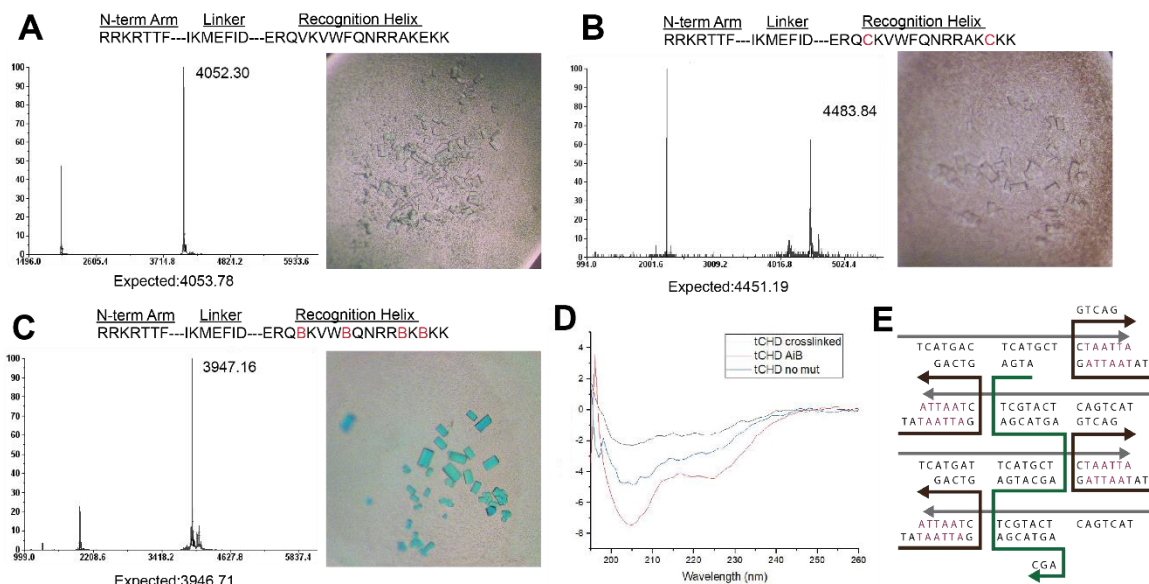 A
N-term Arm Linker Recognition Helix
RRKRTTF---IKMEFID---ERQVKVWFQNRRAKEKK
4052.30
100
90
80
70
60
50
40
30
20
10
0
1496.0 2605.4 3711.8 4824.2 5933.6
Expected:4053.78
B
N-term Arm Linker Recognition Helix
RRKRTTF---IKMEFID---ERQCKVWFQNRRAKCKK
4483.84
100
90
80
70
60
50
40
30
20
10
0
991.0 2001.6 3009.2 4016.8 5024.4
Expected:4451.19
C
N-term Arm Linker Recognition Helix
RRKRTTF---IKMEFID---ERQBKVWBQNRRBKBKK
3947.16
100
90
80
70
60
50
40
30
20
10
0
999.0 2208.6 3418.2 4627.8 5837.4
Expected:3946.71
D
tCHD crosslinked
tCHD AiB
tCHD no mut
4
2
0
-2
-4
-6
-8
200 210 220 230 240 250 260
Wavelength (nm)
E
GTCAG
TCATGAC TCATGCT CTAATTA
GACTG AGTA GATTAATAT
ATTAATC TCGTACT CAGTCAT
TATAATTAG AGCATGA GTCAG
TCATGAT TCATGCT CTAATTA
GACTG AGTACGA GATTAATAT
ATTAATC TCGTACT CAGTCAT
TATAATTAG AGCATGA
CGA